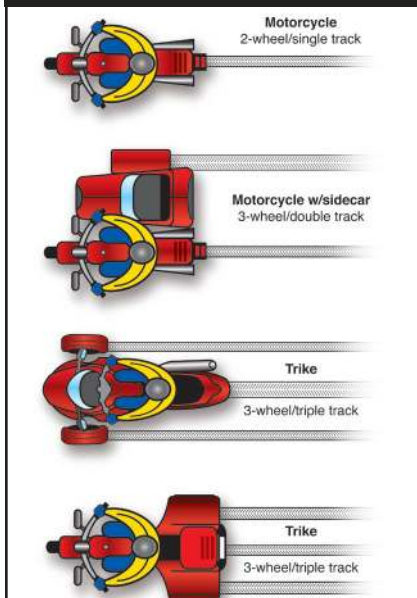 Motorcycle
2-wheel/single track
Motorcycle w/sidecar
3-wheel/double track
Trike
3-wheel/triple track
Trike
3-wheel/triple track